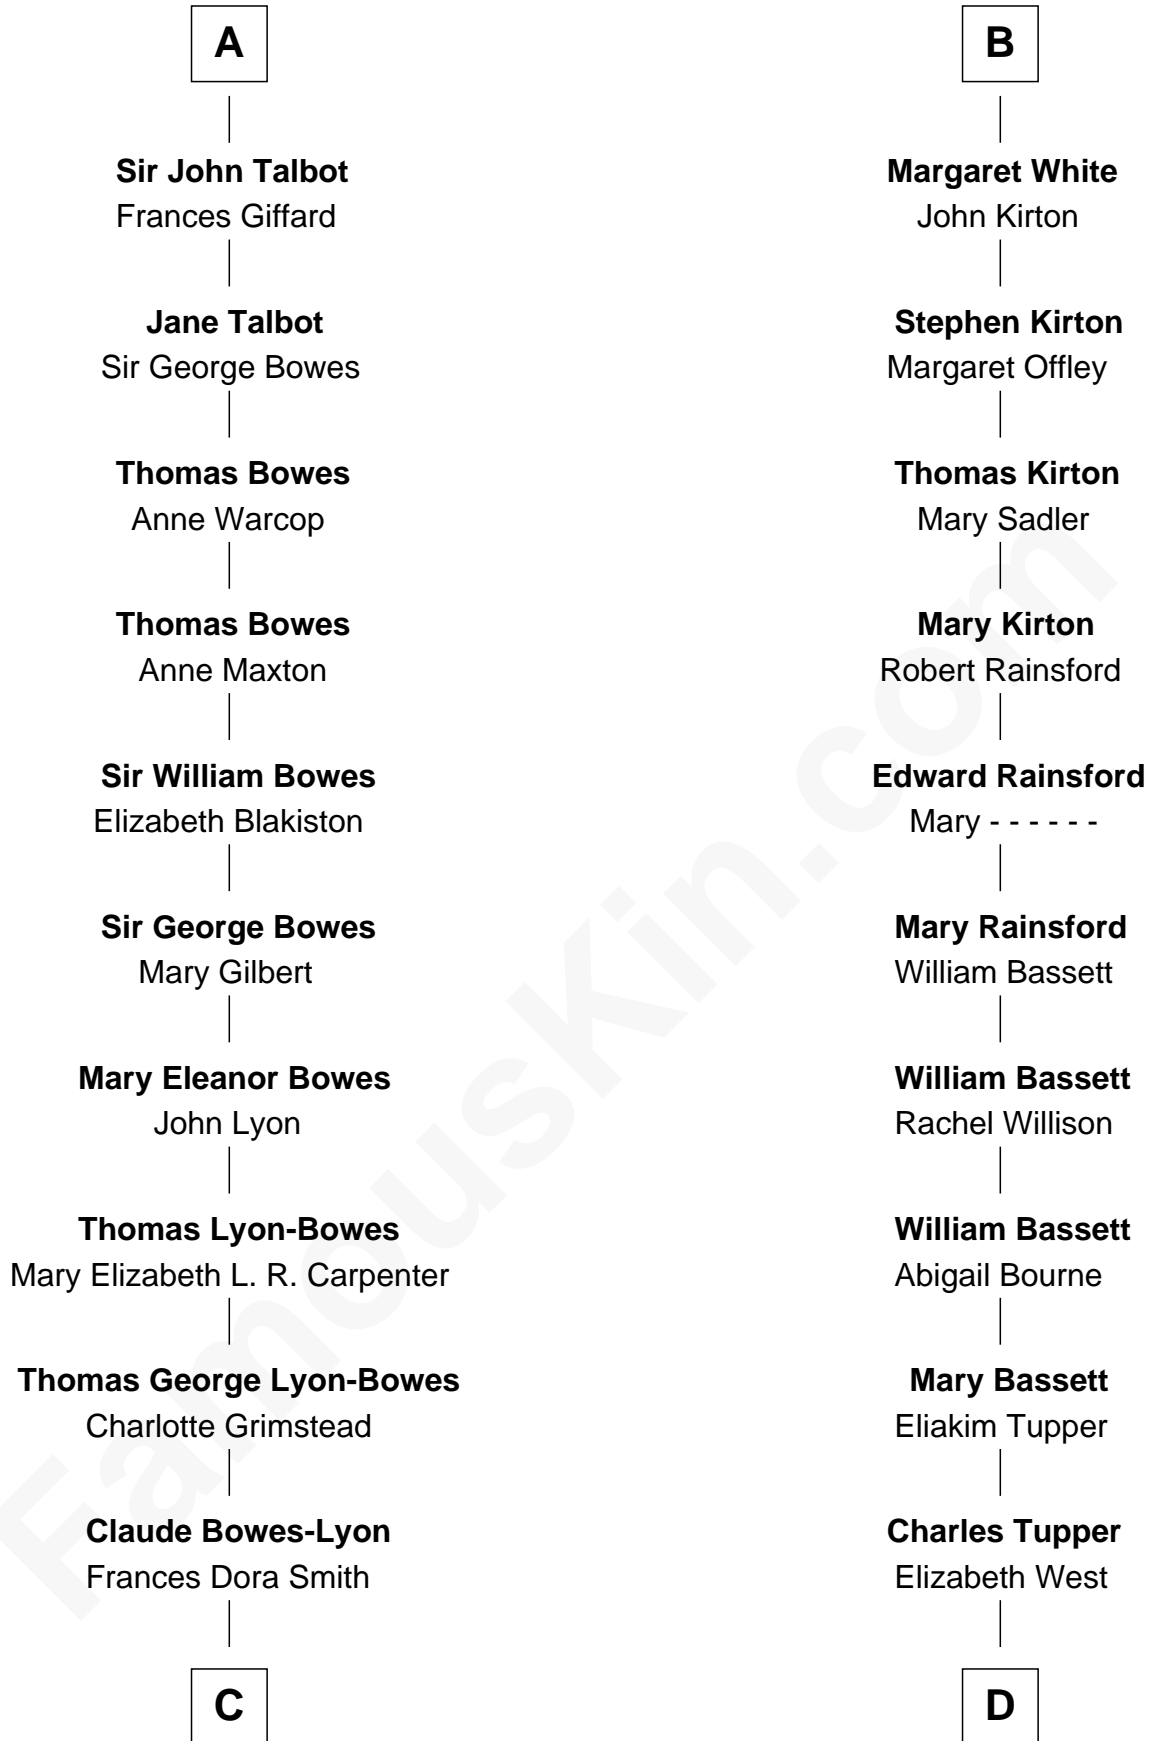 A
Sir John Talbot
Frances Giffard
Jane Talbot
Sir George Bowes
Thomas Bowes
Anne Warcop
Thomas Bowes
Anne Maxton
Sir William Bowes
Elizabeth Blakiston
Sir George Bowes
Mary Gilbert
Mary Eleanor Bowes
John Lyon
Thomas Lyon-Bowes
Mary Elizabeth L. R. Carpenter
Thomas George Lyon-Bowes
Charlotte Grimstead
Claude Bowes-Lyon
Frances Dora Smith
C
B
Margaret White
John Kirton
Stephen Kirton
Margaret Offley
Thomas Kirton
Mary Sadler
Mary Kirton
Robert Rainsford
Edward Rainsford
Mary - - - - - -
Mary Rainsford
William Bassett
William Bassett
Rachel Willison
William Bassett
Abigail Bourne
Mary Bassett
Eliakim Tupper
Charles Tupper
Elizabeth West
D
FamousKin.com